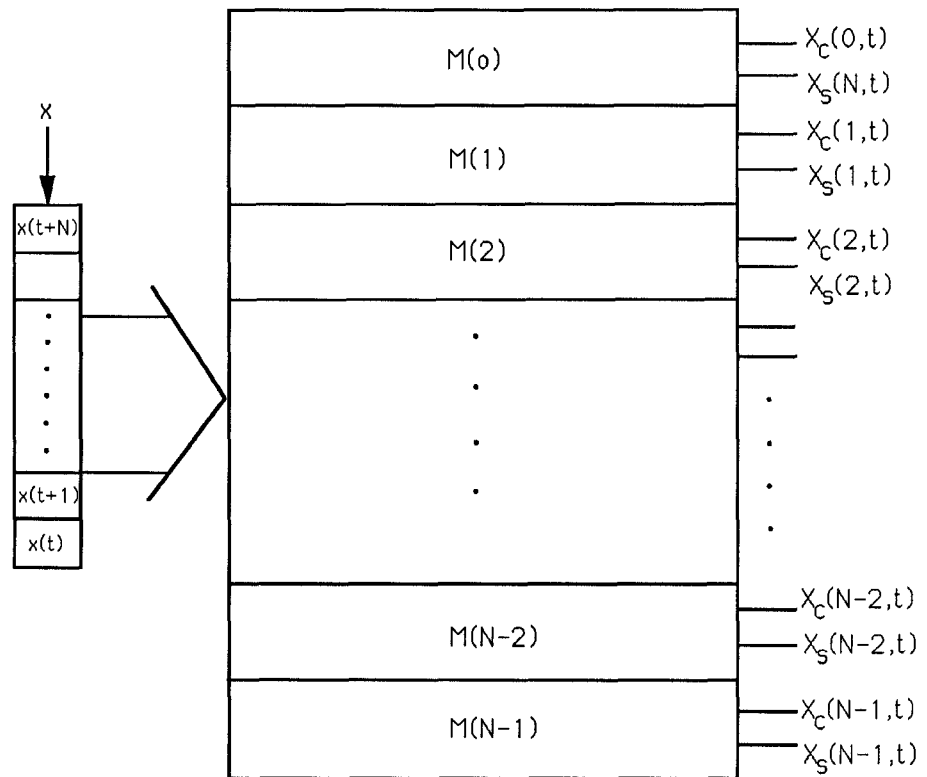 X
x(t+N)
x(t+1)
x(t)
M(o)
M(1)
M(2)
M(N-2)
M(N-1)
X_C(0,t)
X_S(N,t)
X_C(1,t)
X_S(1,t)
X_C(2,t)
X_S(2,t)
X_C(N-2,t)
X_S(N-2,t)
X_C(N-1,t)
X_S(N-1,t)